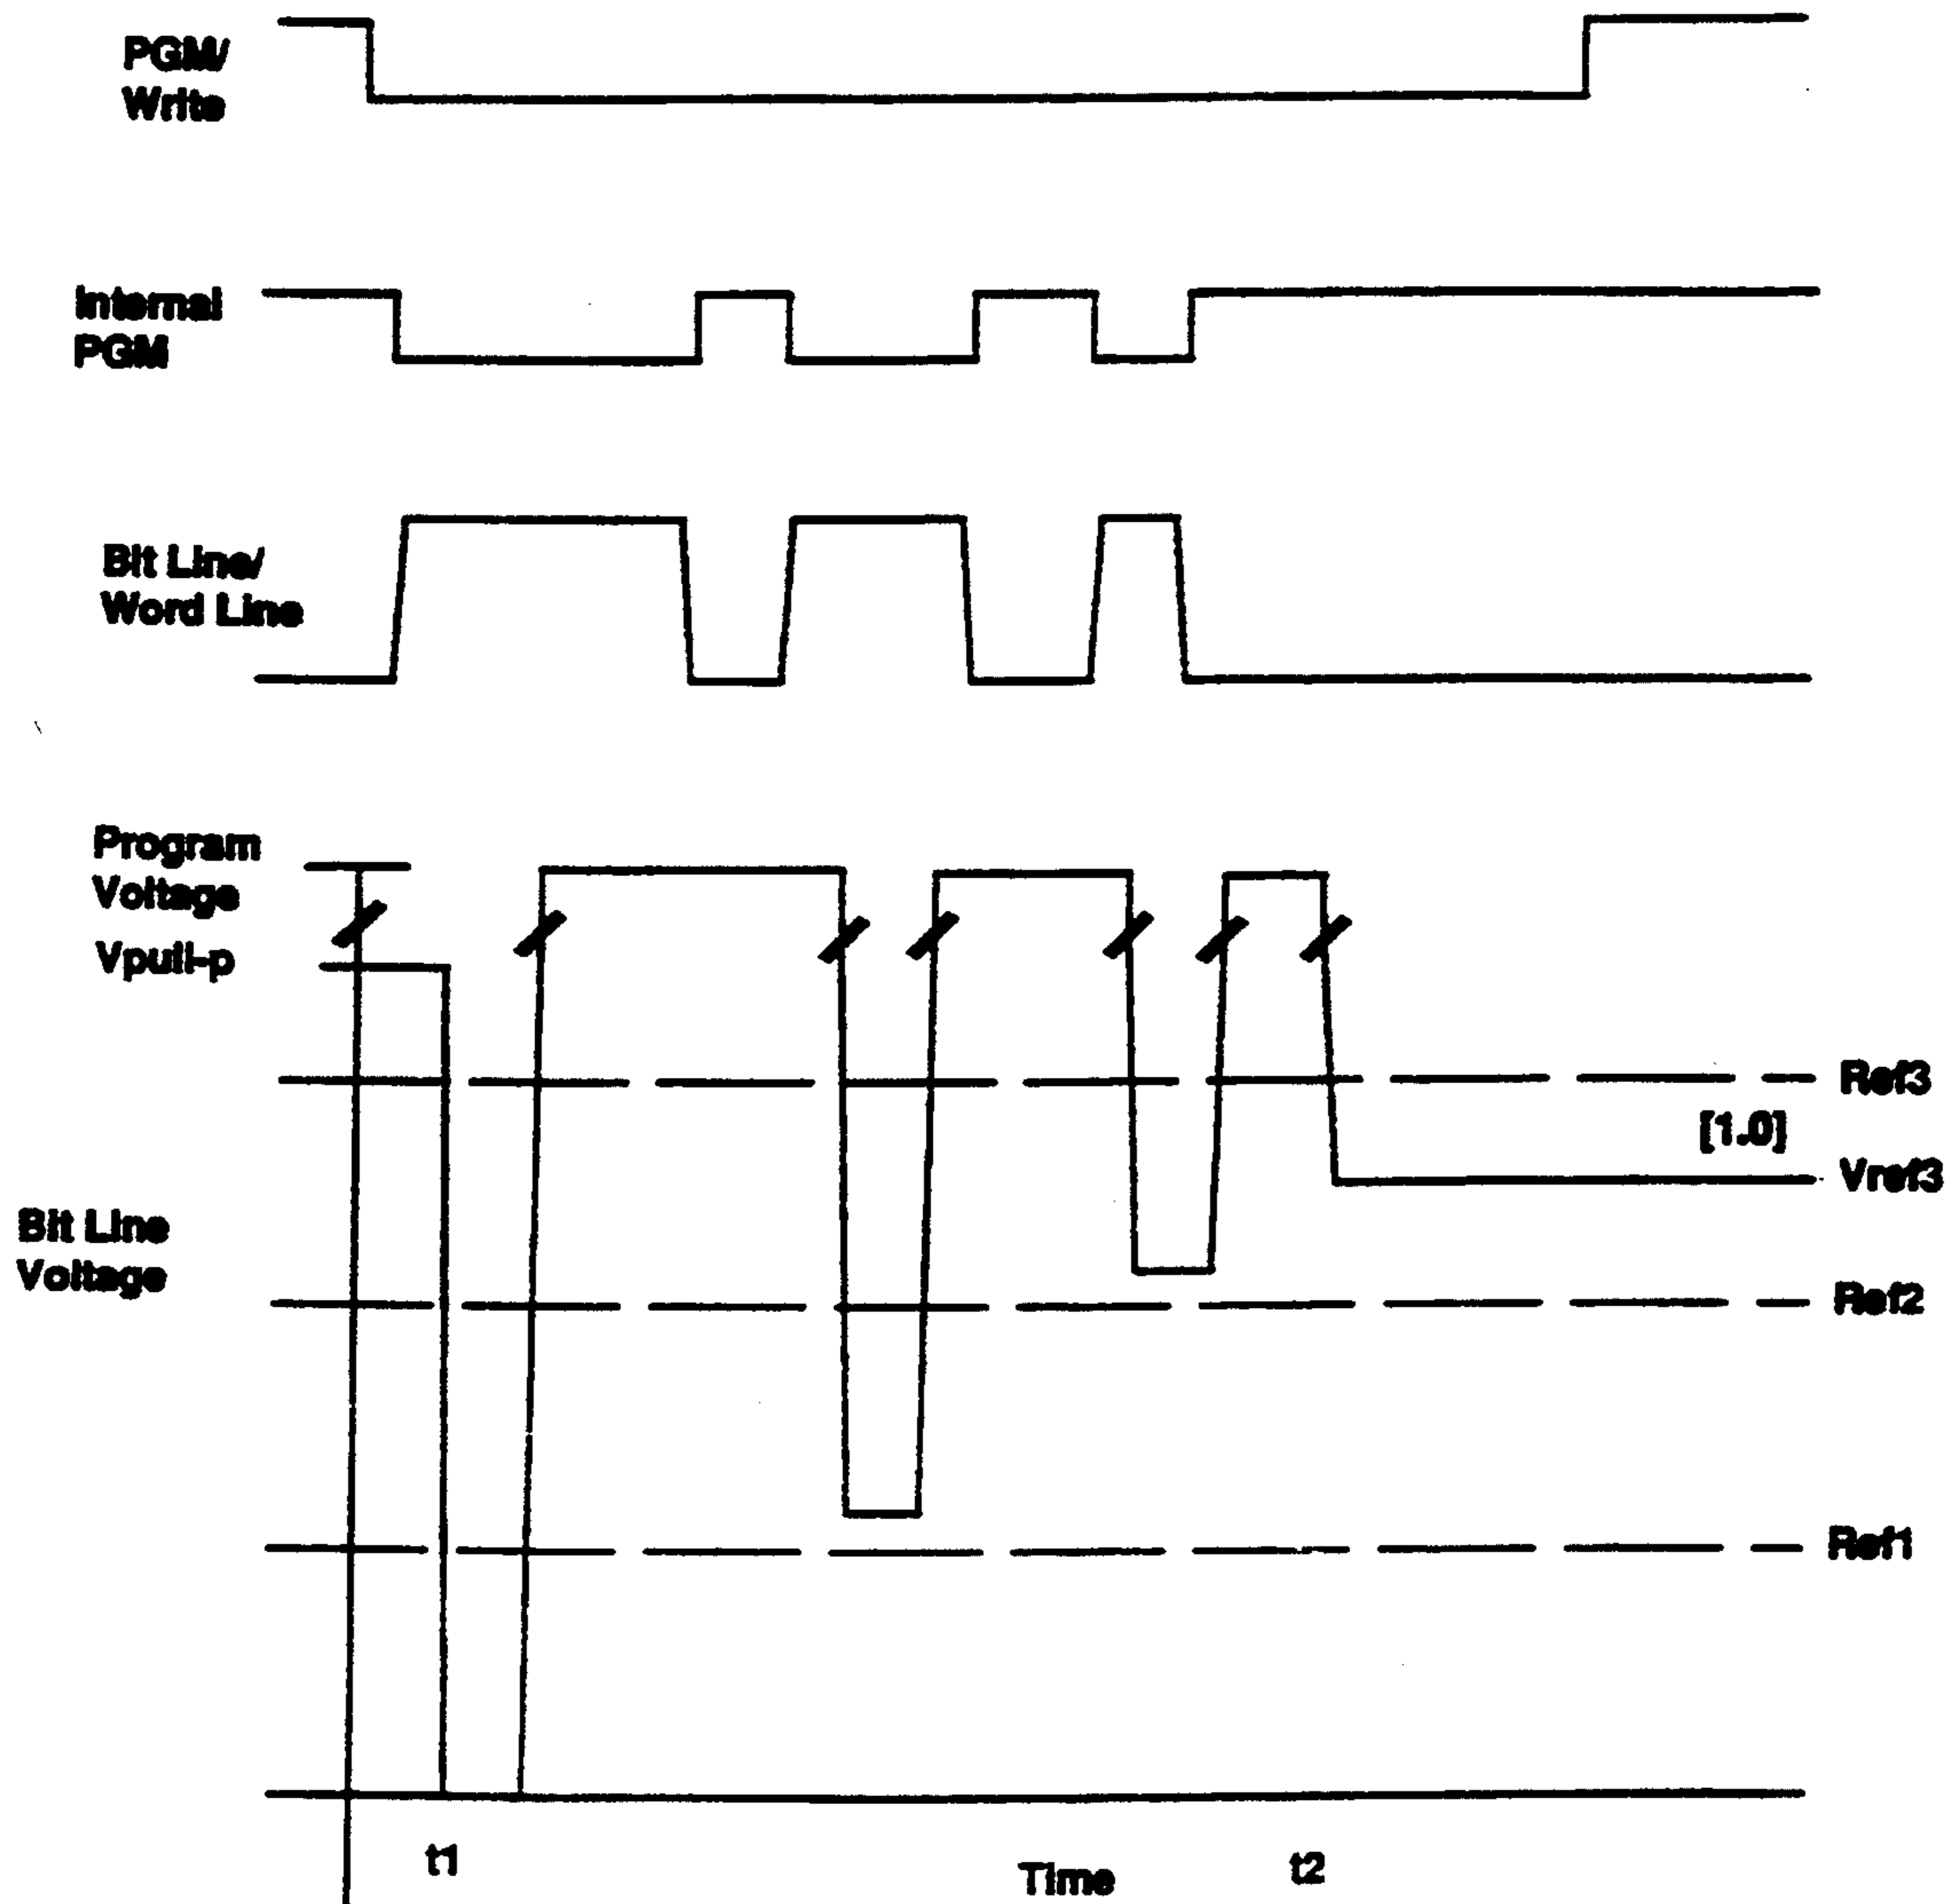 PGM/
Write
Internal
PGM
Bit Line/
Word Line
Program
Voltage
Vpull-p
Ref3
[1.0]
Vref3
Bit Line
Voltage
Ref2
Ref1
t1
Time
t2